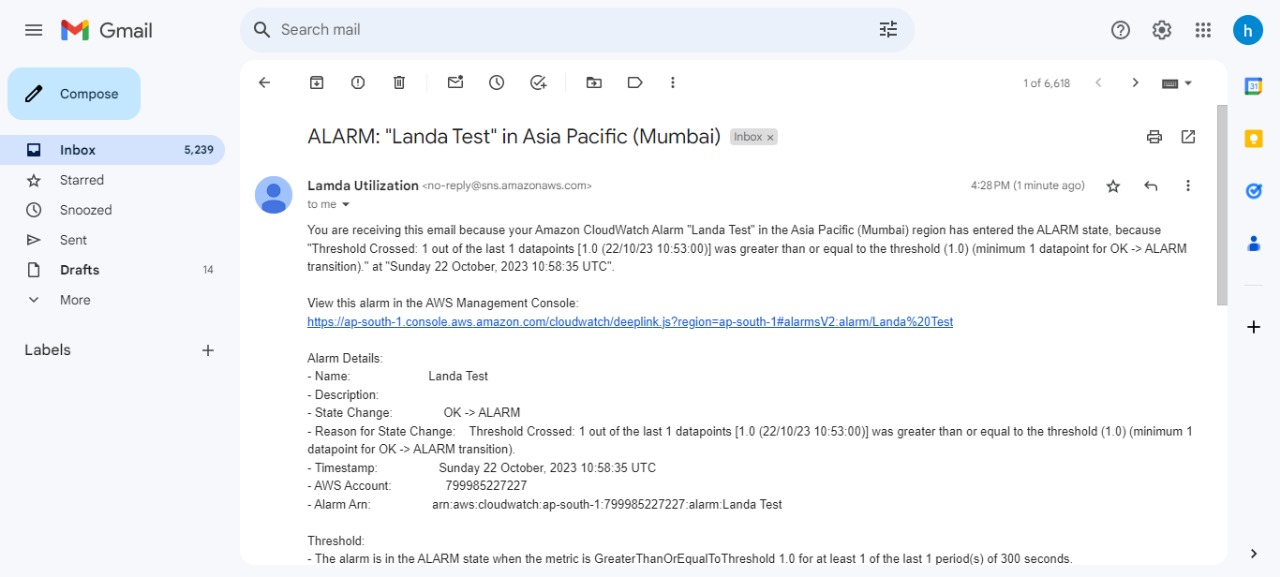 Gmail
Search mail
h
Compose
1 of 6,618
31
ALARM: "Landa Test" in Asia Pacific (Mumbai) Inbox x
Inbox 5,239
Starred
Snoozed
Sent
Drafts 14
More
Labels
Lamda Utilization <no-reply@sns.amazonaws.com> 4:28 PM (1 minute ago)
to me
You are receiving this email because your Amazon CloudWatch Alarm "Landa Test" in the Asia Pacific (Mumbai) region has entered the ALARM state, because
"Threshold Crossed: 1 out of the last 1 datapoints [1.0 (22/10/23 10:53:00)] was greater than or equal to the threshold (1.0) (minimum 1 datapoint for OK -> ALARM
transition)." at "Sunday 22 October, 2023 10:58:35 UTC".
View this alarm in the AWS Management Console:
https://ap-south-1.console.aws.amazon.com/cloudwatch/deeplink.js?region=ap-south-1#alarmsV2:alarm/Landa%20Test
Alarm Details:
- Name: Landa Test
- Description:
- State Change: OK -> ALARM
- Reason for State Change: Threshold Crossed: 1 out of the last 1 datapoints [1.0 (22/10/23 10:53:00)] was greater than or equal to the threshold (1.0) (minimum 1
datapoint for OK -> ALARM transition).
- Timestamp: Sunday 22 October, 2023 10:58:35 UTC
- AWS Account: 799985227227
- Alarm Arn: arn:aws:cloudwatch:ap-south-1:799985227227:alarm:Landa Test
Threshold:
- The alarm is in the ALARM state when the metric is GreaterThanOrEqualToThreshold 1.0 for at least 1 of the last 1 period(s) of 300 seconds.